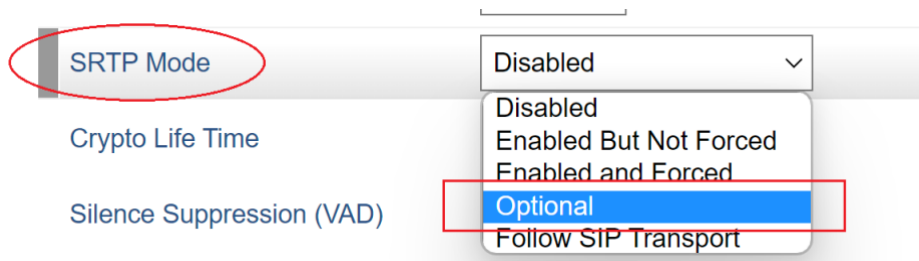 SRTP Mode
Disabled
Disabled
Enabled But Not Forced
Crypto Life Time
Enabled and Forced
Optional
Silence Suppression (VAD)
Follow SIP Transport